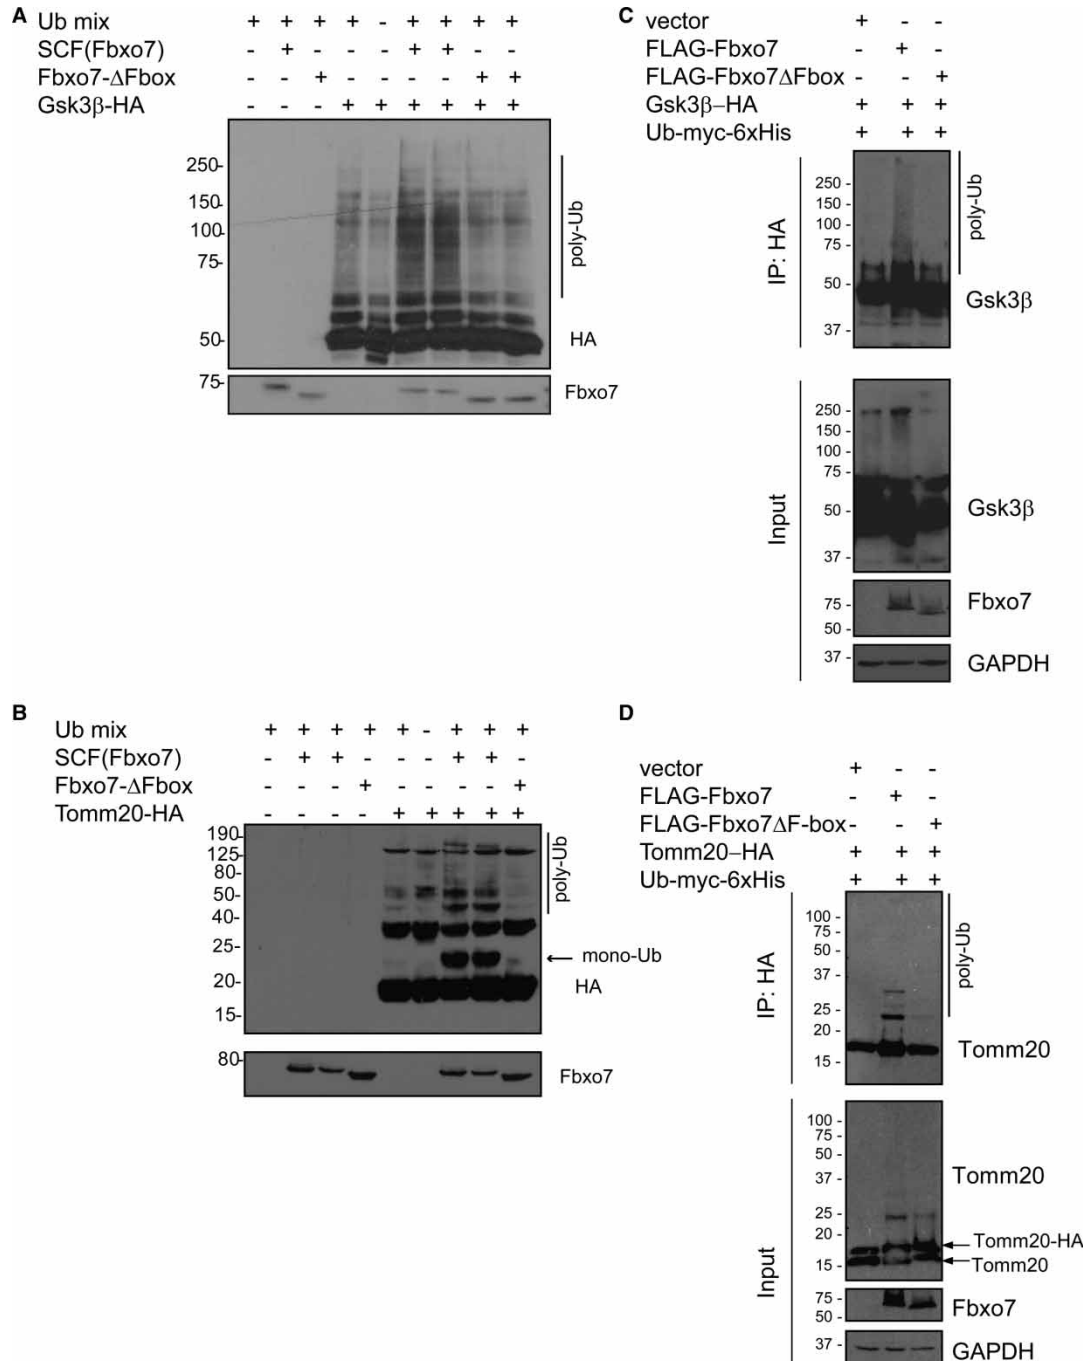 A
Ub mix + + + + - + + + +
SCF(Fbxo7) - + - - - + + - -
Fbxo7-ΔFbox - - + - - - - + +
Gsk3β-HA - - - + + + + + +
250-
150-
100-
75-
50-
poly-Ub
HA
75-
Fbxo7
B
Ub mix + + + + + - + + +
SCF(Fbxo7) - + + - - - + + -
Fbxo7-ΔFbox - - - + - - - - +
Tomm20-HA - - - - + + + + +
190-
125-
80-
50-
40-
25-
20-
15-
poly-Ub
mono-Ub
HA
80-
Fbxo7
C
vector + - -
FLAG-Fbxo7 - + -
FLAG-Fbxo7ΔFbox - - +
Gsk3β–HA + + +
Ub-myc-6xHis + + +
IP: HA
250 -
150 -
100 -
75 -
50 -
37 -
poly-Ub
Gsk3β
Input
250 -
150 -
100 -
75 -
50 -
37 -
Gsk3β
75 -
50 -
Fbxo7
37 -
GAPDH
D
vector + - -
FLAG-Fbxo7 - + -
FLAG-Fbxo7ΔF-box - - +
Tomm20–HA + + +
Ub-myc-6xHis + + +
IP: HA
100 -
75 -
50 -
37 -
25 -
20 -
15 -
poly-Ub
Tomm20
Input
100 -
75 -
50 -
37 -
25 -
20 -
15 -
Tomm20
Tomm20-HA
Tomm20
75 -
50 -
Fbxo7
37 -
GAPDH